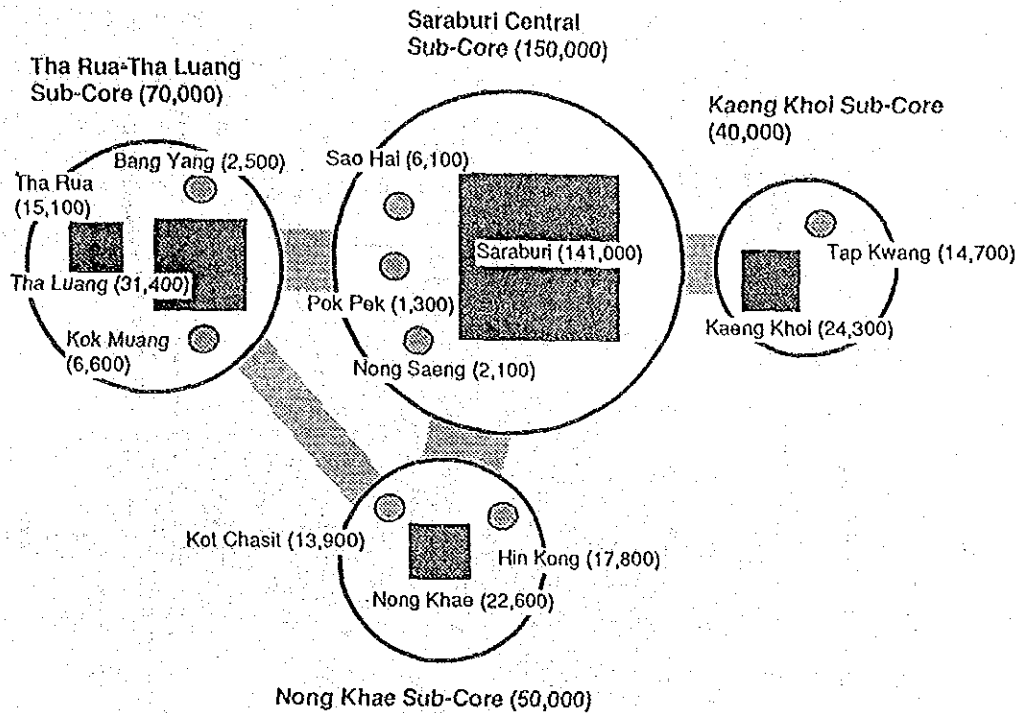 Saraburi Central
Sub-Core (150,000)
Tha Rua-Tha Luang
Sub-Core (70,000)
Kaeng Khoi Sub-Core
(40,000)
Bang Yang (2,500)
Tha Rua
(15,100)
Tha Luang (31,400)
Kok Muang
(6,600)
Sao Hai (6,100)
Saraburi (141,000)
Pok Pek (1,300)
Nong Saeng (2,100)
Tap Kwang (14,700)
Kaeng Khoi (24,300)
Kot Chasit (13,900)
Hin Kong (17,800)
Nong Khae (22,600)
Nong Khae Sub-Core (50,000)